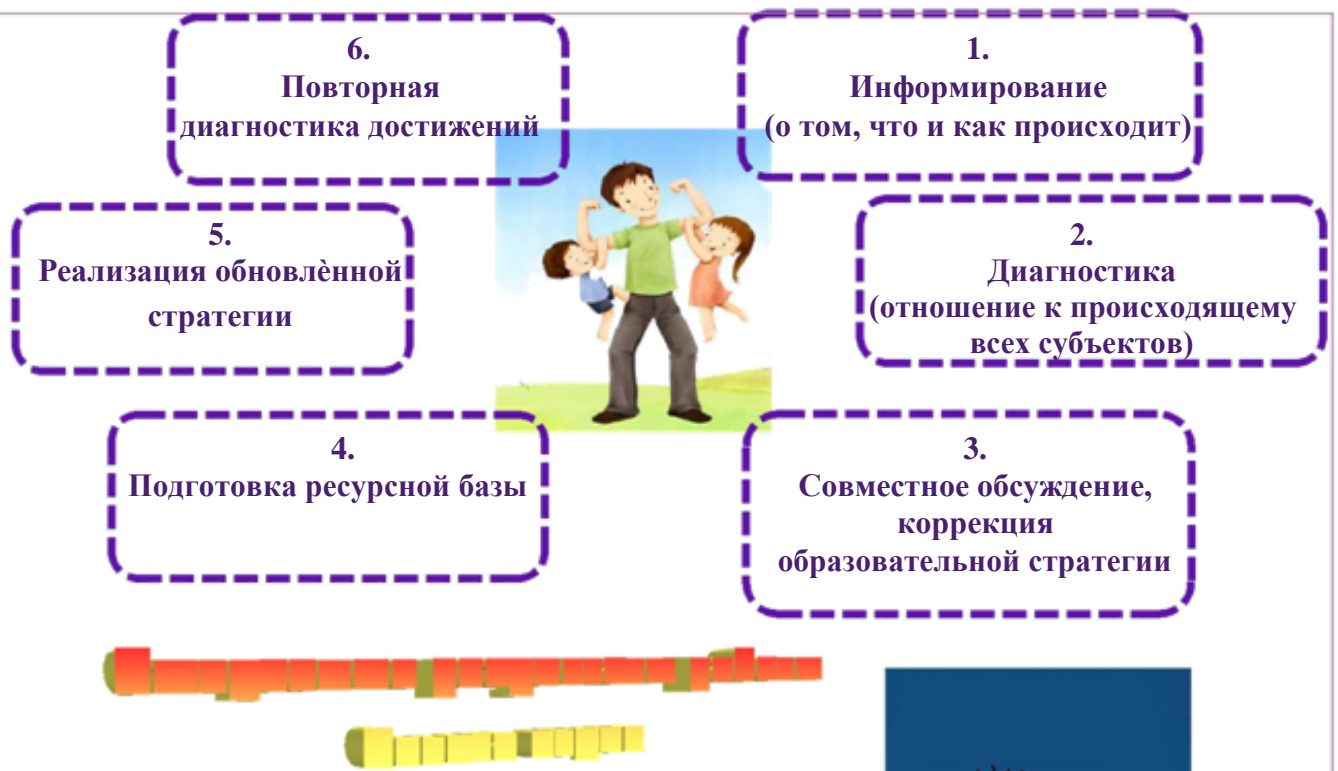 6.
Повторная
диагностика достижений
1.
Информирование
(о том, что и как происходит)
5.
Реализация обновлѐнной
стратегии
2.
Диагностика
(отношение к происходящему
всех субъектов)
4.
Подготовка ресурсной базы
3.
Совместное обсуждение,
коррекция
образовательной стратегии